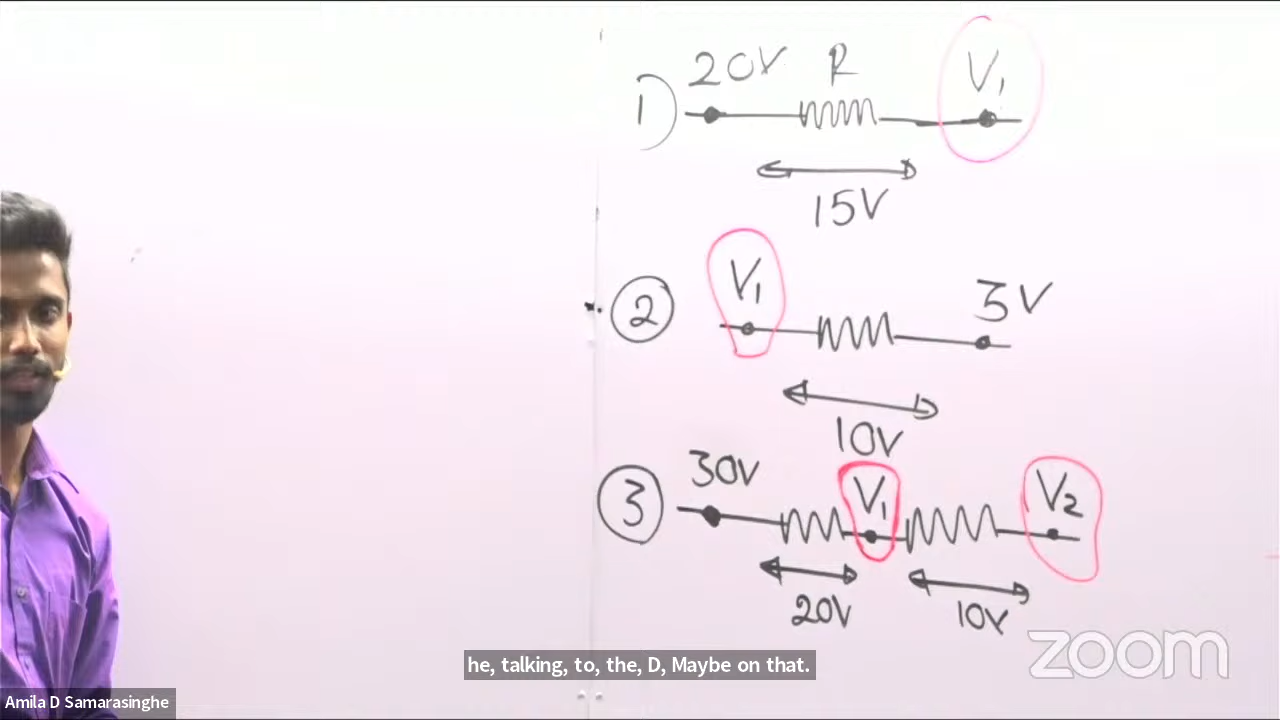 1) 20V R V₁
15V
2 V₁ 3V
10V
3 30V V₁ V₂
20V 10V
he, talking, to, the, D, Maybe on that.
zoom
Amila D Samarasinghe